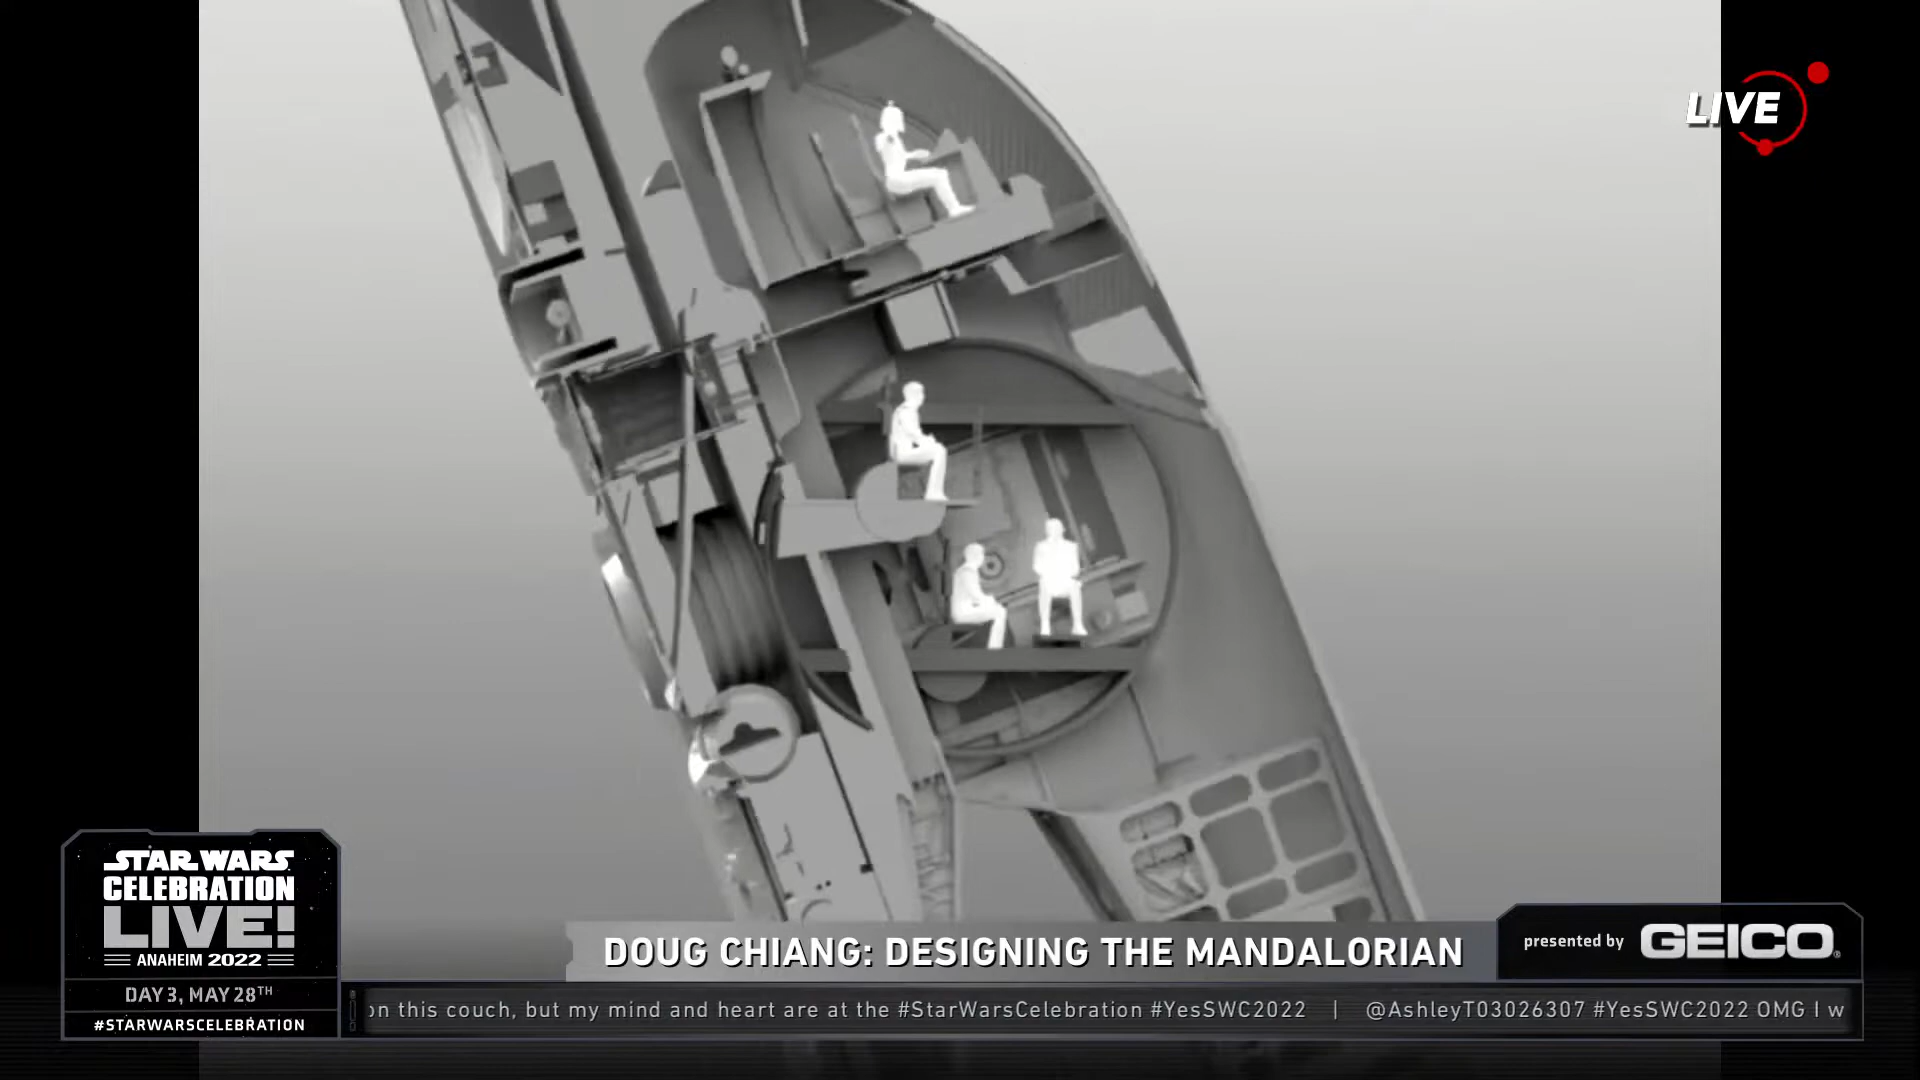 LIVE
STAR WARS
CELEBRATION
LIVE!
ANAHEIM 2022
DAY 3, MAY 28TH
#STARWARSCELEBRATION
DOUG CHIANG: DESIGNING THE MANDALORIAN
presented by GEICO
on this couch, but my mind and heart are at the #StarWarsCelebration #YesSWC2022 | @AshleyT03026307 #YesSWC2022 OMG I w